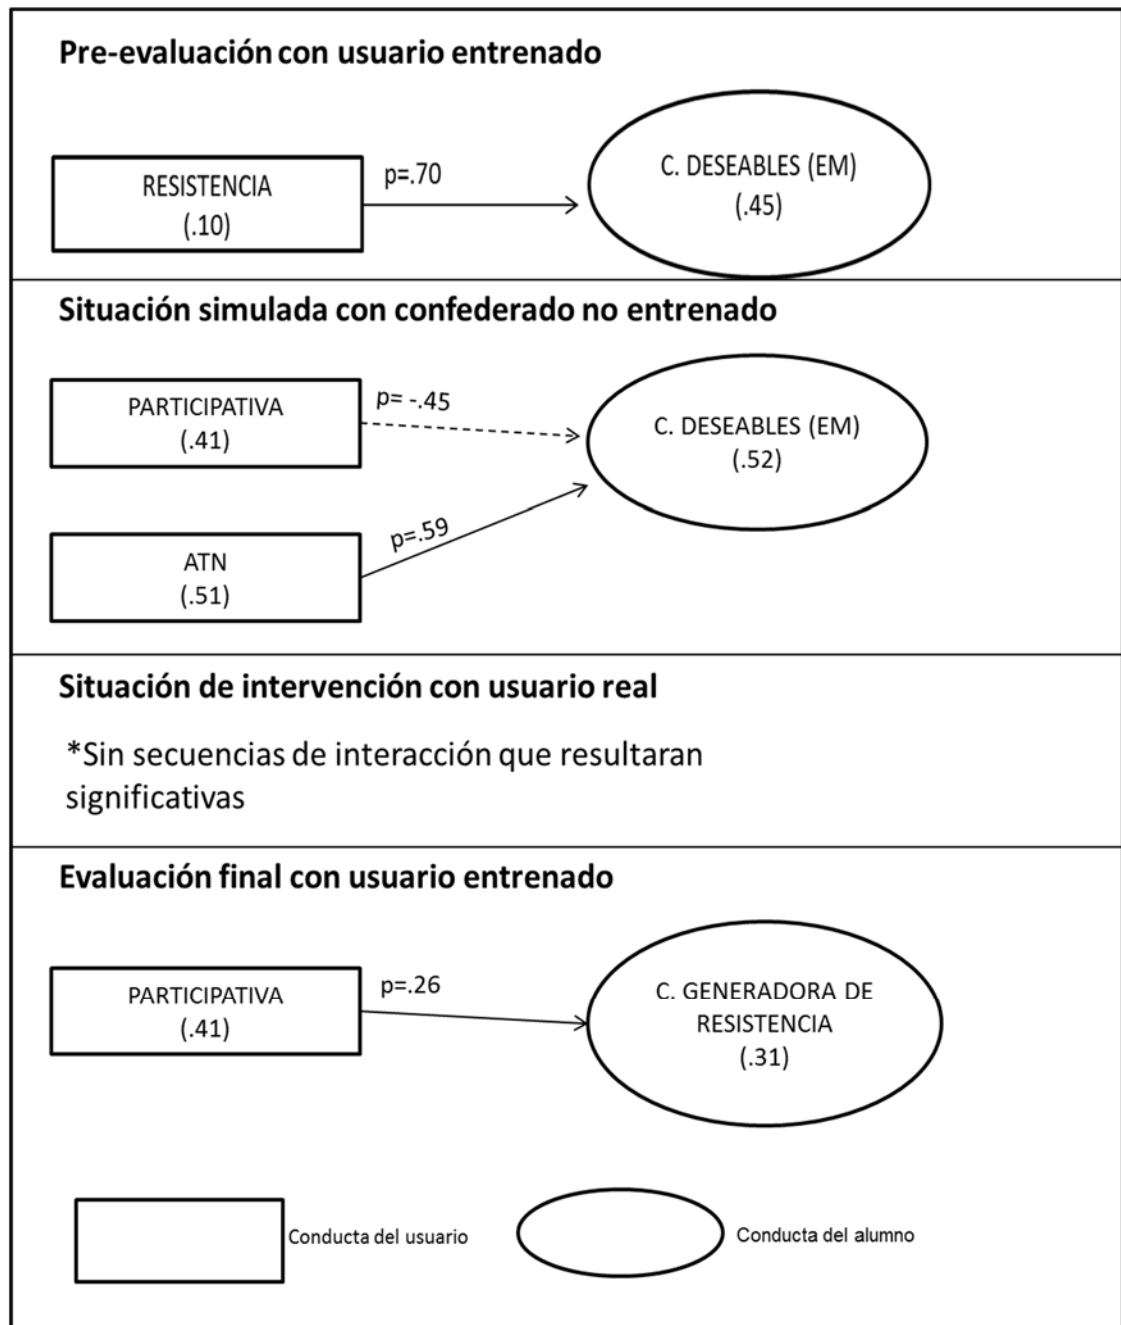 Pre-evaluación con usuario entrenado
RESISTENCIA
(.10)
p=.70
C. DESEABLES (EM)
(.45)
Situación simulada con confederado no entrenado
PARTICIPATIVA
(.41)
p= -.45
C. DESEABLES (EM)
(.52)
ATN
(.51)
p=.59
Situación de intervención con usuario real
*Sin secuencias de interacción que resultaran
significativas
Evaluación final con usuario entrenado
PARTICIPATIVA
(.41)
p=.26
C. GENERADORA DE
RESISTENCIA
(.31)
Conducta del usuario
Conducta del alumno